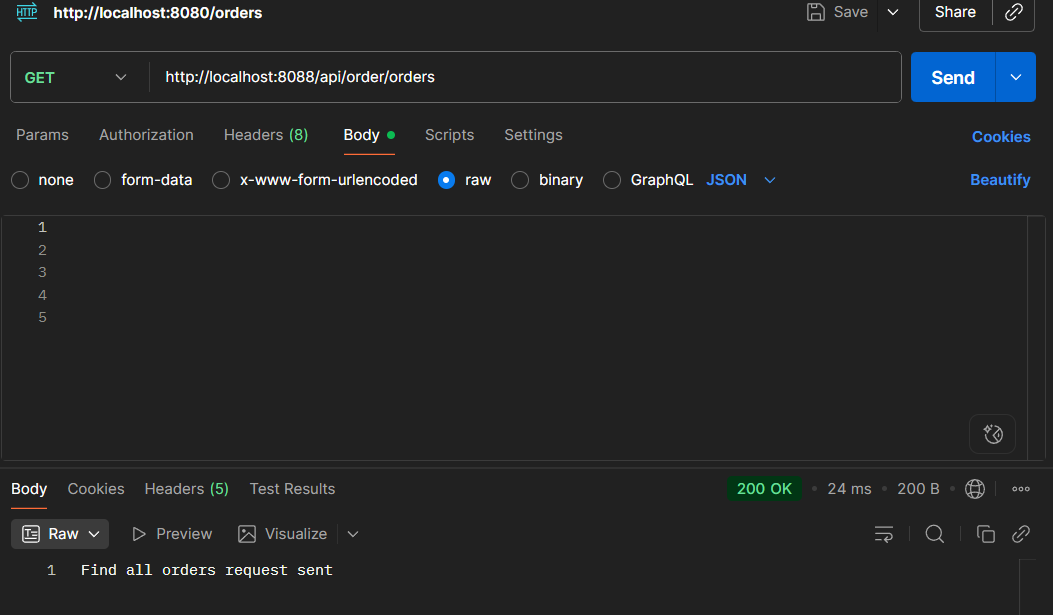 HTTP http://localhost:8080/orders Save Share
GET http://localhost:8088/api/order/orders Send
Params Authorization Headers (8) Body Scripts Settings Cookies
none form-data x-www-form-urlencoded raw binary GraphQL JSON Beautify
1
2
3
4
5
Body Cookies Headers (5) Test Results 200 OK • 24 ms • 200 B
Raw Preview Visualize
1 Find all orders request sent